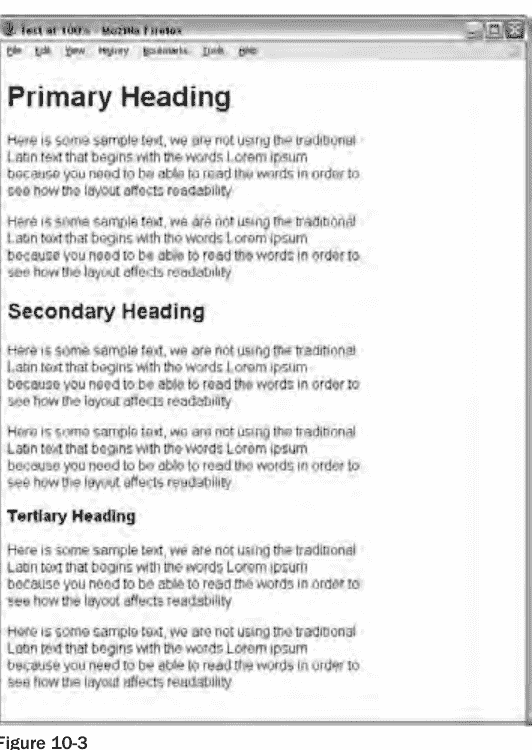 Text at 100% - Mozilla Firefox
File Edit View History Bookmarks Tools Help
Primary Heading
Here is some sample text, we are not using the traditional
Latin text that begins with the words Lorem ipsum
because you need to be able to read the words in order to
see how the layout affects readability
Here is some sample text, we are not using the traditional
Latin text that begins with the words Lorem ipsum
because you need to be able to read the words in order to
see how the layout affects readability
Secondary Heading
Here is some sample text, we are not using the traditional
Latin text that begins with the words Lorem ipsum
because you need to be able to read the words in order to
see how the layout affects readability
Here is some sample text, we are not using the traditional
Latin text that begins with the words Lorem ipsum
because you need to be able to read the words in order to
see how the layout affects readability
Tertiary Heading
Here is some sample text, we are not using the traditional
Latin text that begins with the words Lorem ipsum
because you need to be able to read the words in order to
see how the layout affects readability
Here is some sample text, we are not using the traditional
Latin text that begins with the words Lorem ipsum
because you need to be able to read the words in order to
see how the layout affects readability
Figure 10-3